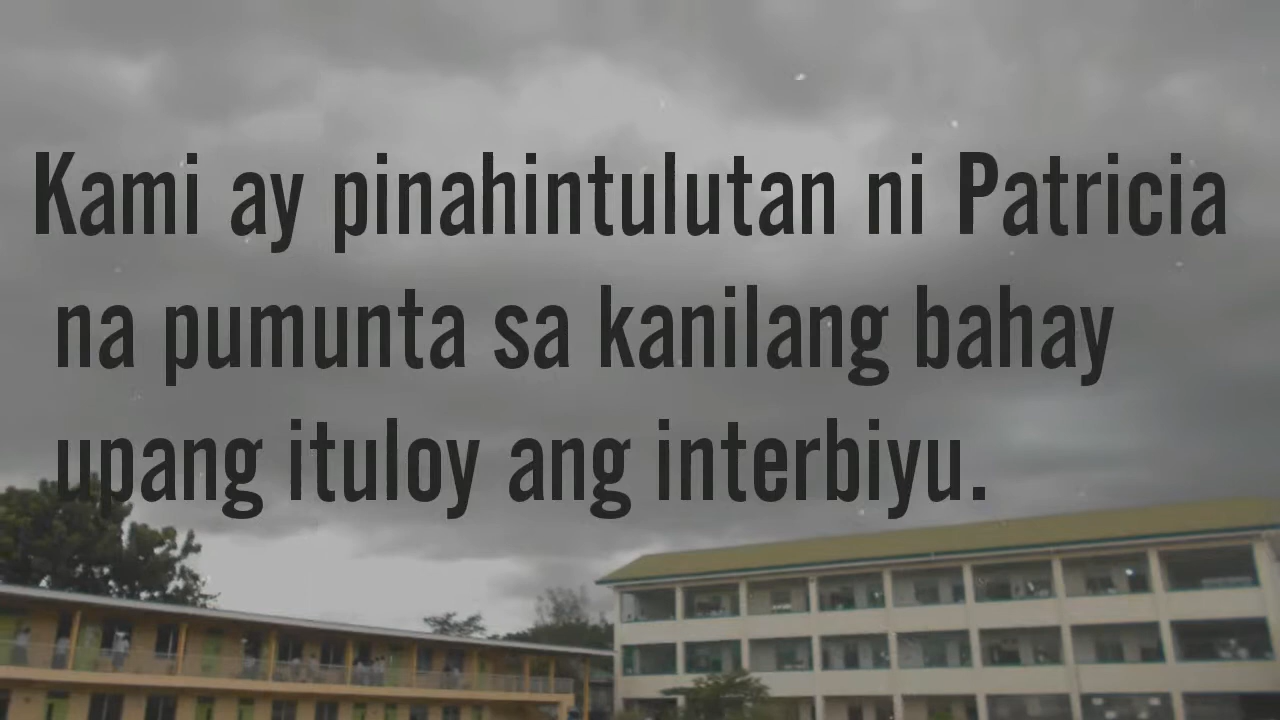 Kami ay pinahintulutan ni Patricia
na pumunta sa kanilang bahay
upang ituloy ang interbiyu.